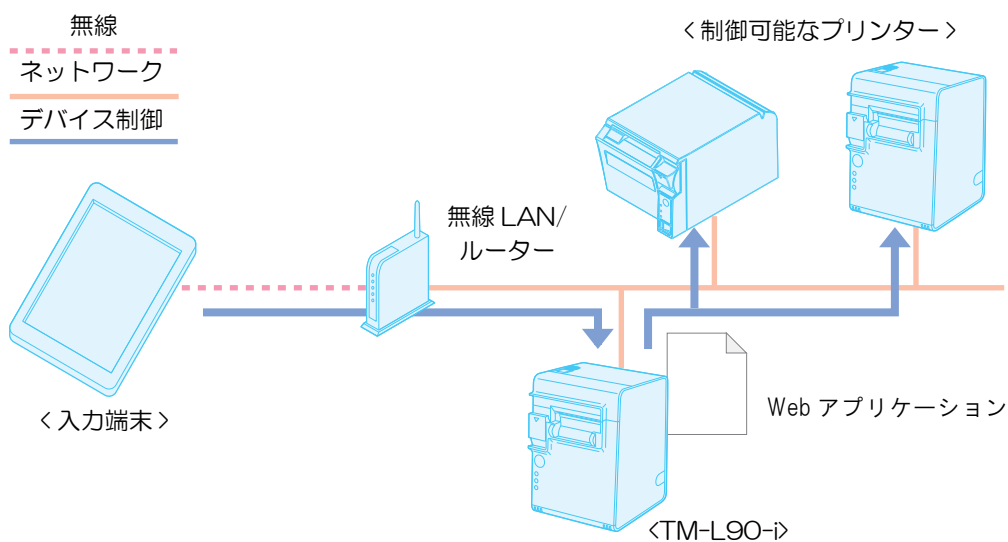 無線
ネットワーク
デバイス制御
<制御可能なプリンター>
無線 LAN/
ルーター
<入力端末>
Web アプリケーション
<TM-L90-i>